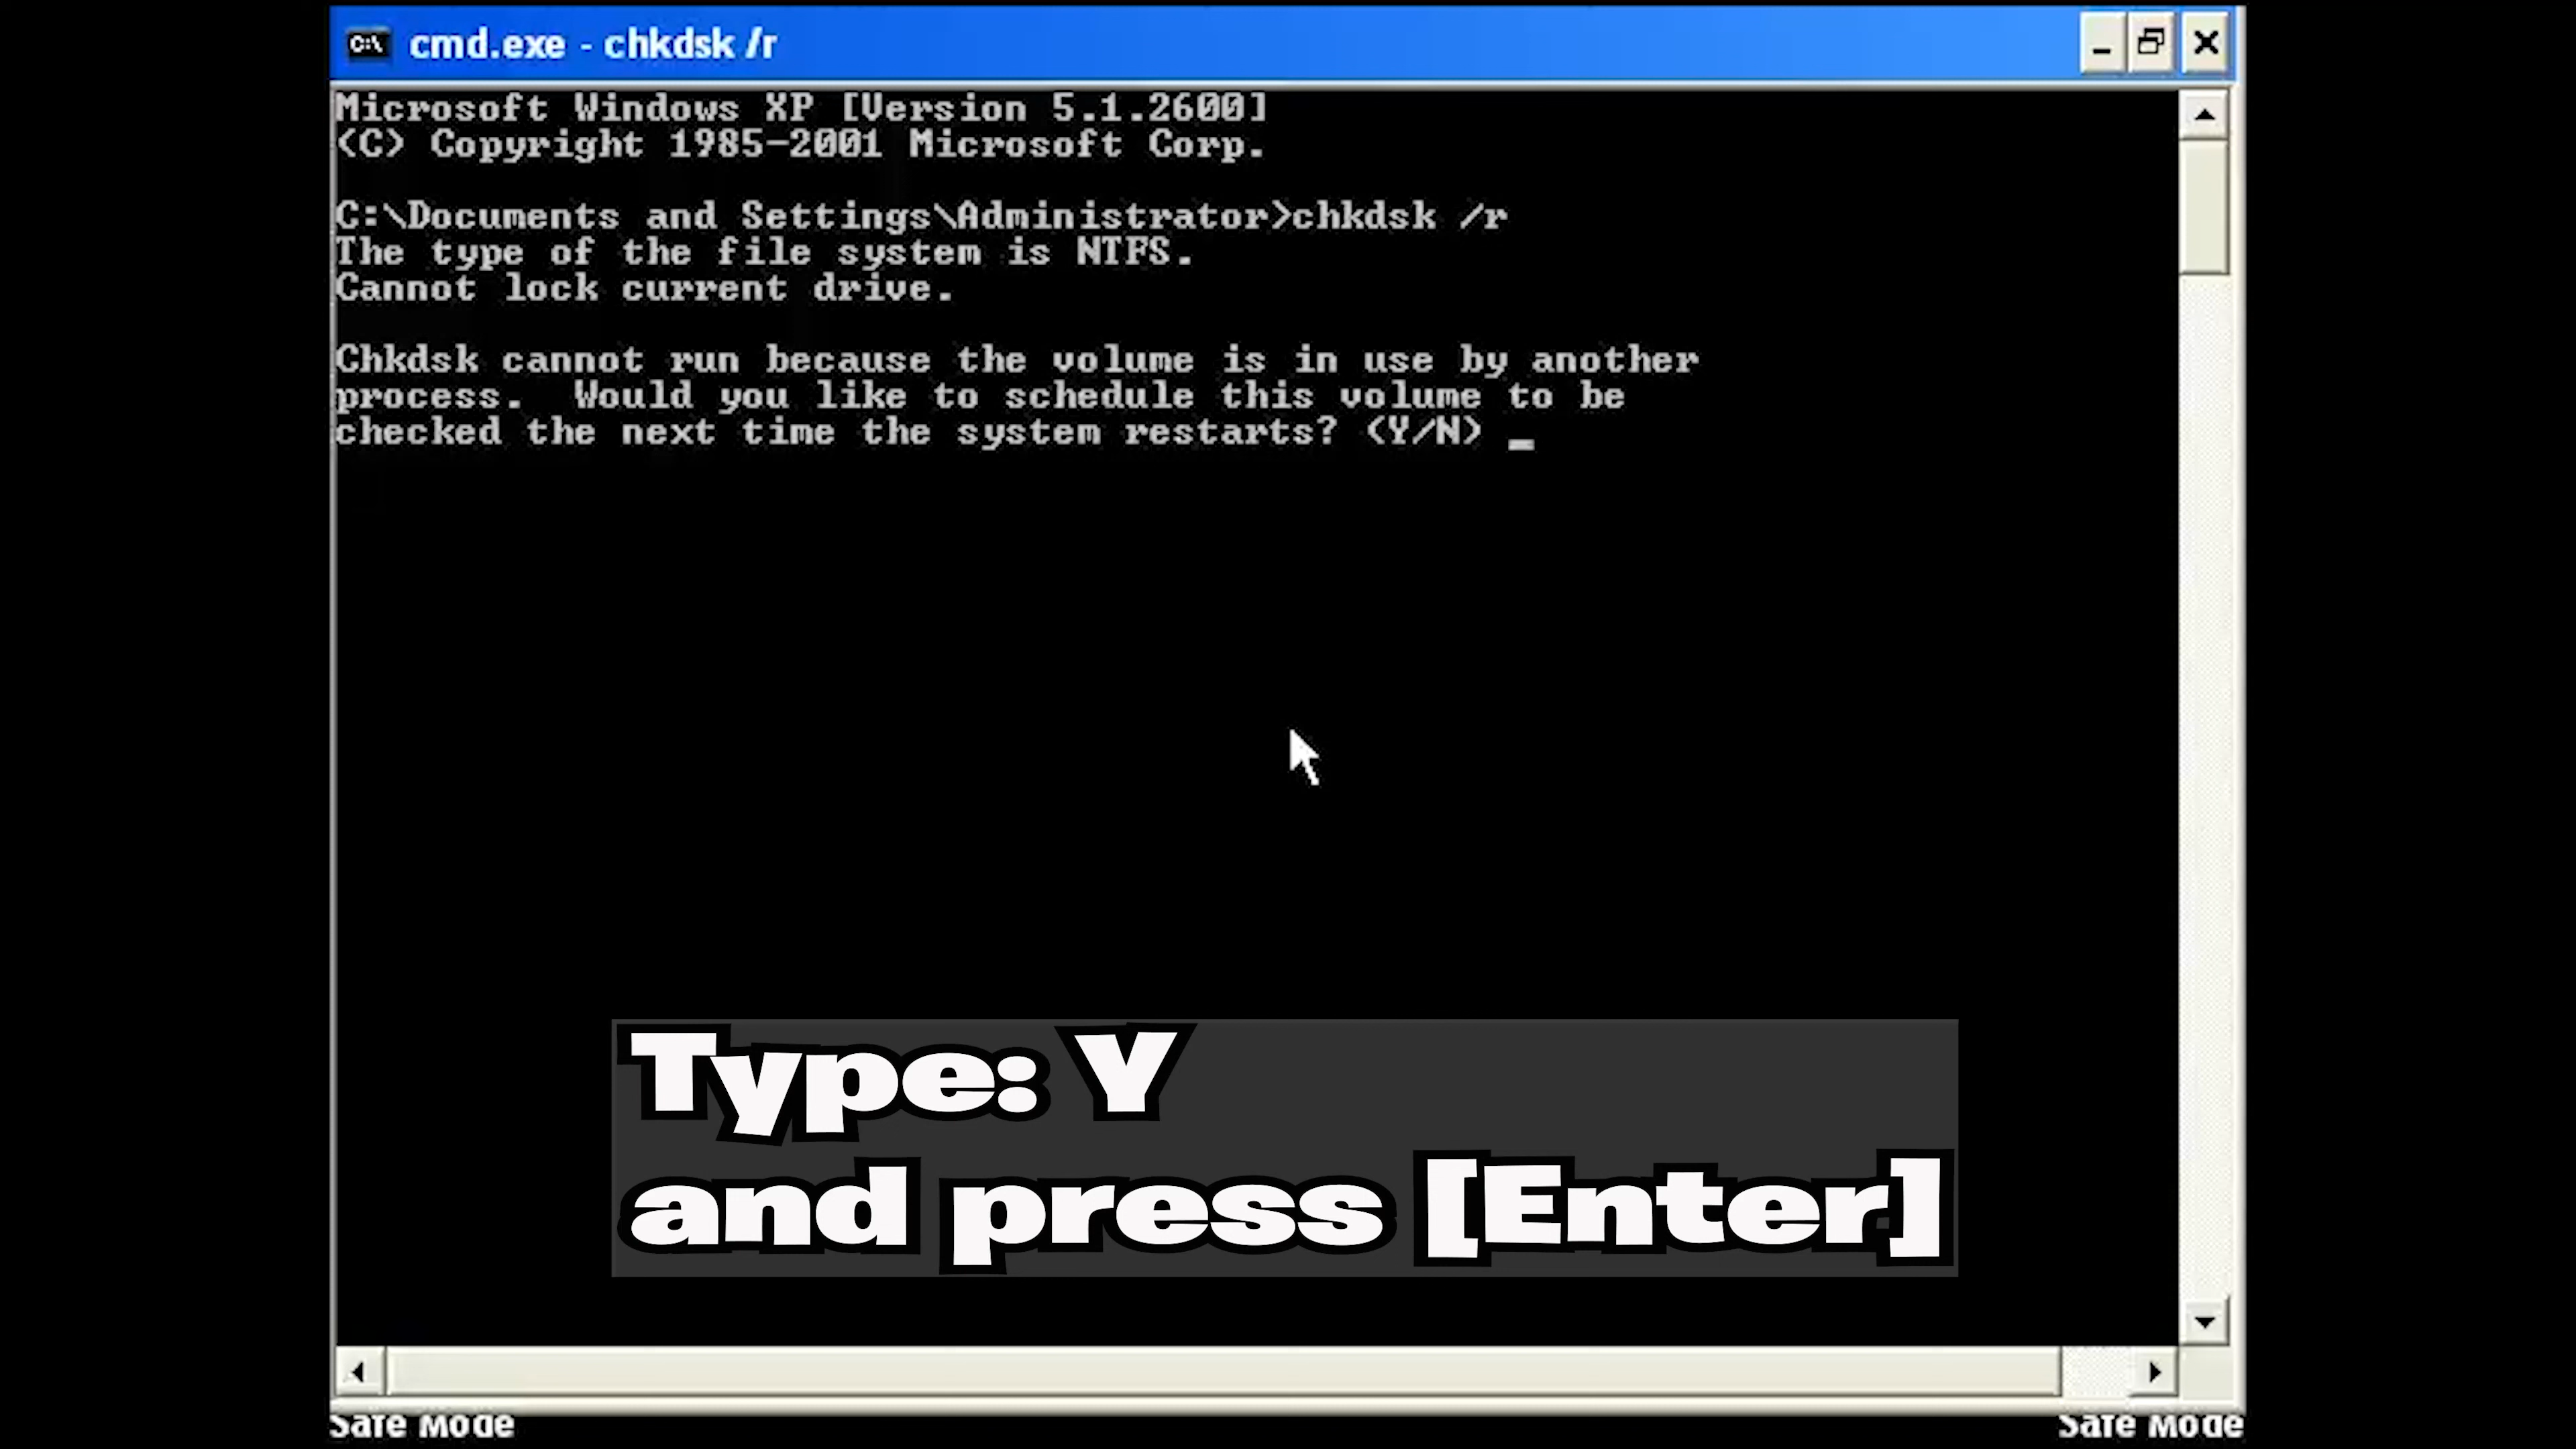 C:\ cmd.exe - chkdsk /r
Microsoft Windows XP [Version 5.1.2600]
(C) Copyright 1985-2001 Microsoft Corp.
C:\Documents and Settings\Administrator>chkdsk /r
The type of the file system is NTFS.
Cannot lock current drive.
Chkdsk cannot run because the volume is in use by another
process.  Would you like to schedule this volume to be
checked the next time the system restarts? (Y/N) _
Type: Y
and press [Enter]
Safe Mode
Safe Mode